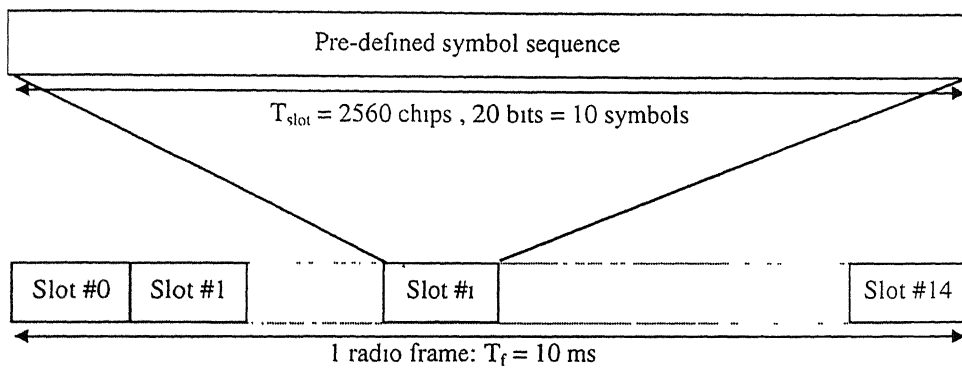 Pre-defined symbol sequence
T_slot = 2560 chips , 20 bits = 10 symbols
Slot #0 Slot #1 Slot #i Slot #14
1 radio frame: T_f = 10 ms